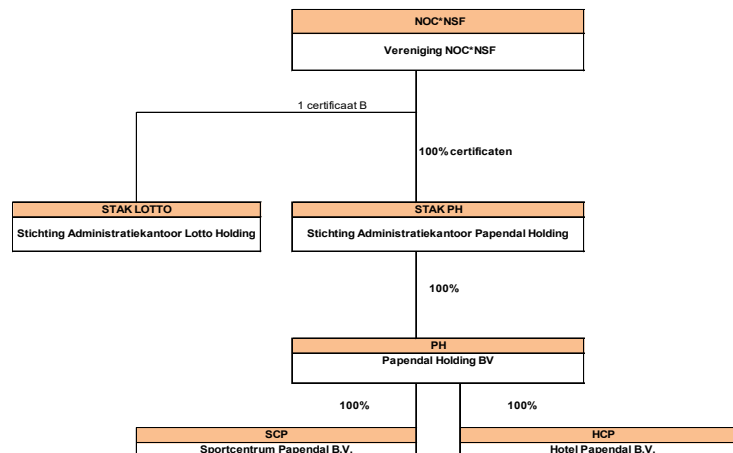 NOC*NSF
Vereniging NOC*NSF
1 certificaat B
100% certificaten
STAK LOTTO
Stichting Administratiekantoor Lotto Holding
STAK PH
Stichting Administratiekantoor Papendal Holding
100%
PH
Papendal Holding BV
100%
100%
SCP
Sportcentrum Papendal B.V.
HCP
Hotel Papendal B.V.